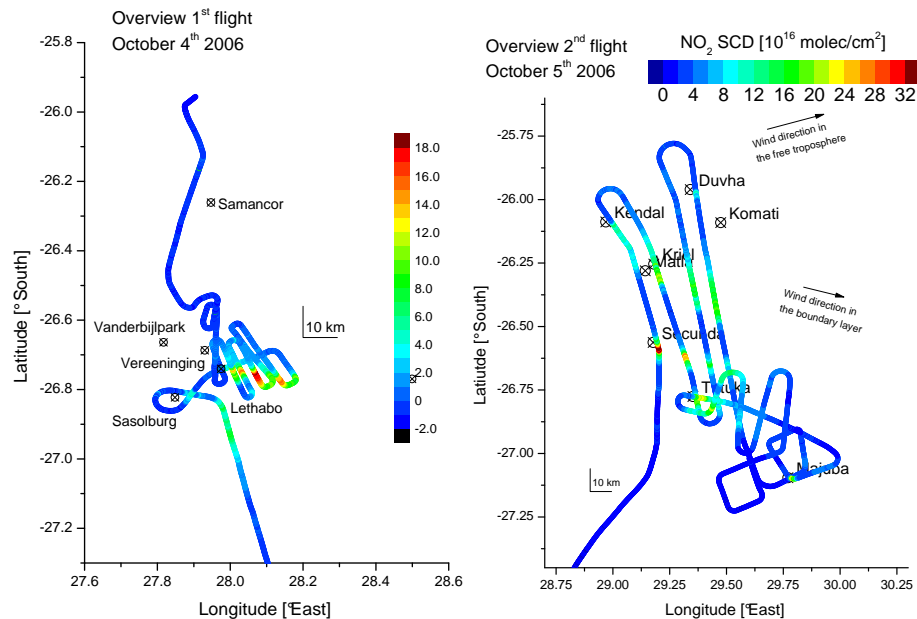 Overview 1st flight
October 4th 2006
-25.8
-26.0
-26.2
-26.4
-26.6
-26.8
-27.0
-27.2
Latitude [° South]
27.6 27.8 28.0 28.2 28.4 28.6
Longitude [°East]
Samancor
Vanderbijlpark
Vereeninging
Lethabo
Sasolburg
10 km
18.0
16.0
14.0
12.0
10.0
8.0
6.0
4.0
2.0
0
-2.0
Overview 2nd flight
October 5th 2006
NO2 SCD [10^16 molec/cm2]
0 4 8 12 16 20 24 28 32
-25.75
-26.00
-26.25
-26.50
-26.75
-27.00
-27.25
Latiutde [°South]
28.75 29.00 29.25 29.50 29.75 30.00 30.25
Longitude [°East]
Wind direction in
the free troposphere
Duvha
Kendal
Komati
Kriel
Matla
Wind direction in
the boundary layer
Secunda
Tutuka
Majuba
10 km